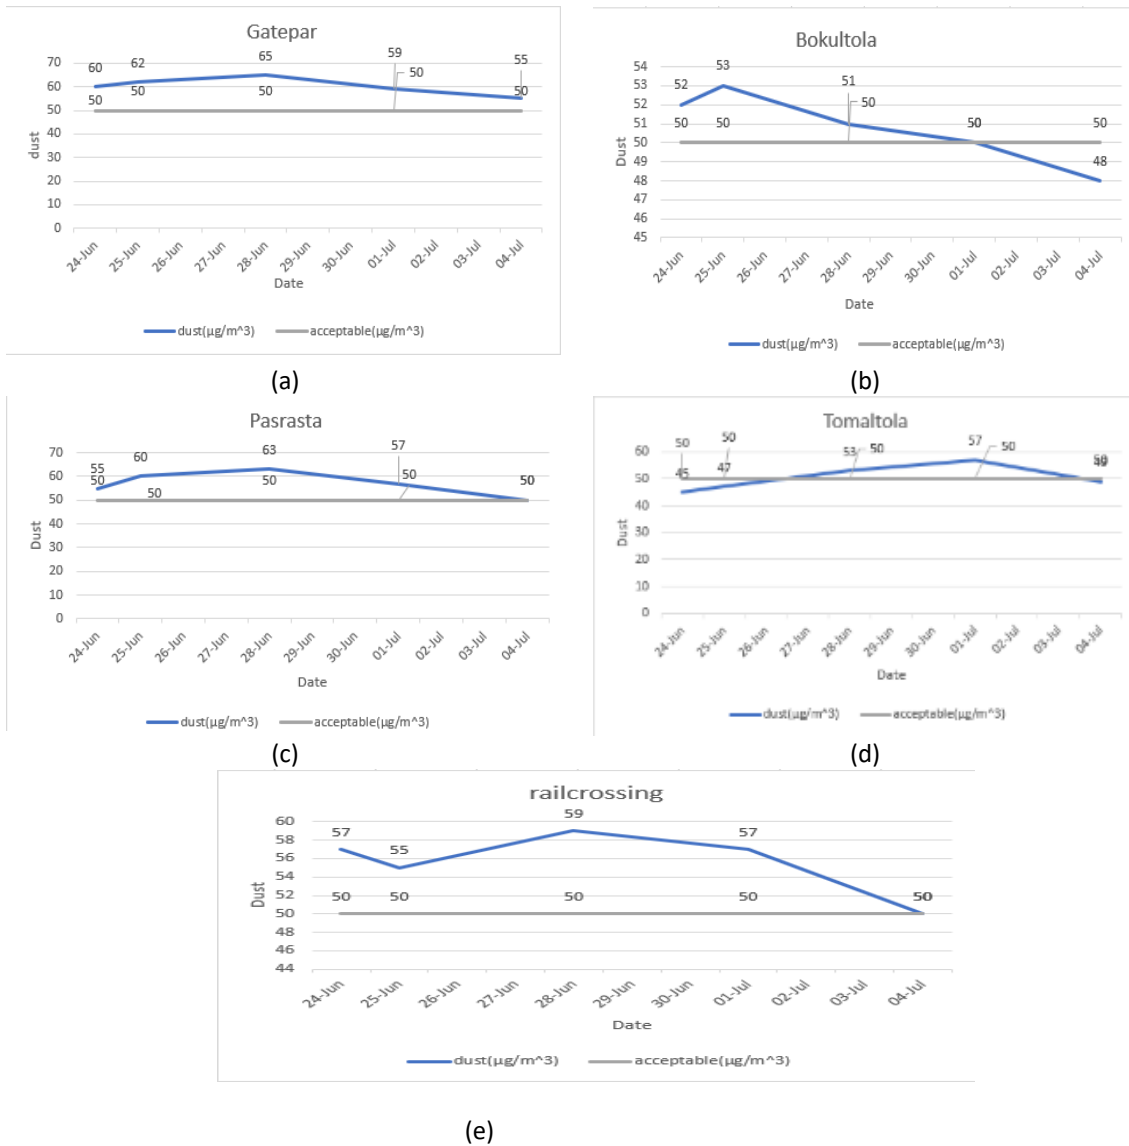 Gatepar
70
60
50
40
30
20
10
0
60 62 65 59 55
50 50 50 50 50
dust
24-Jun 25-Jun 26-Jun 27-Jun 28-Jun 29-Jun 30-Jun 01-Jul 02-Jul 03-Jul 04-Jul
Date
dust(µg/m^3) acceptable(µg/m^3)
(a)
Bokultola
54
53
52
51
50
49
48
47
46
45
52 53 51 50 48
50 50 50 50 50
Dust
24-Jun 25-Jun 26-Jun 27-Jun 28-Jun 29-Jun 30-Jun 01-Jul 02-Jul 03-Jul 04-Jul
Date
dust(µg/m^3) acceptable(µg/m^3)
(b)
Pasrasta
70
60
50
40
30
20
10
0
55 60 63 57 50
50 50 50 50 50
Dust
24-Jun 25-Jun 26-Jun 27-Jun 28-Jun 29-Jun 30-Jun 01-Jul 02-Jul 03-Jul 04-Jul
Date
dust(µg/m^3) acceptable(µg/m^3)
(c)
Tomaltola
60
50
40
30
20
10
0
50 50 50 50 50
45 47 53 57 49
Dust
24-Jun 25-Jun 26-Jun 27-Jun 28-Jun 29-Jun 30-Jun 01-Jul 02-Jul 03-Jul 04-Jul
Date
dust(µg/m^3) acceptable(µg/m^3)
(d)
railcrossing
60
58
56
54
52
50
48
46
44
57 55 59 57 50
50 50 50 50 50
Dust
24-Jun 25-Jun 26-Jun 27-Jun 28-Jun 29-Jun 30-Jun 01-Jul 02-Jul 03-Jul 04-Jul
Date
dust(µg/m^3) acceptable(µg/m^3)
(e)